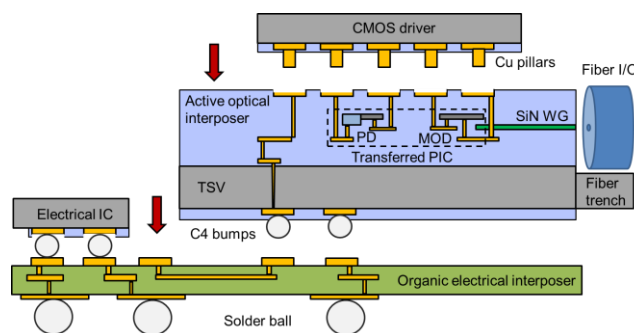 CMOS driver
Cu pillars
Fiber I/O
Active optical
interposer
SiN WG
PD
MOD
Transferred PIC
TSV
Fiber
trench
Electrical IC
C4 bumps
Organic electrical interposer
Solder ball